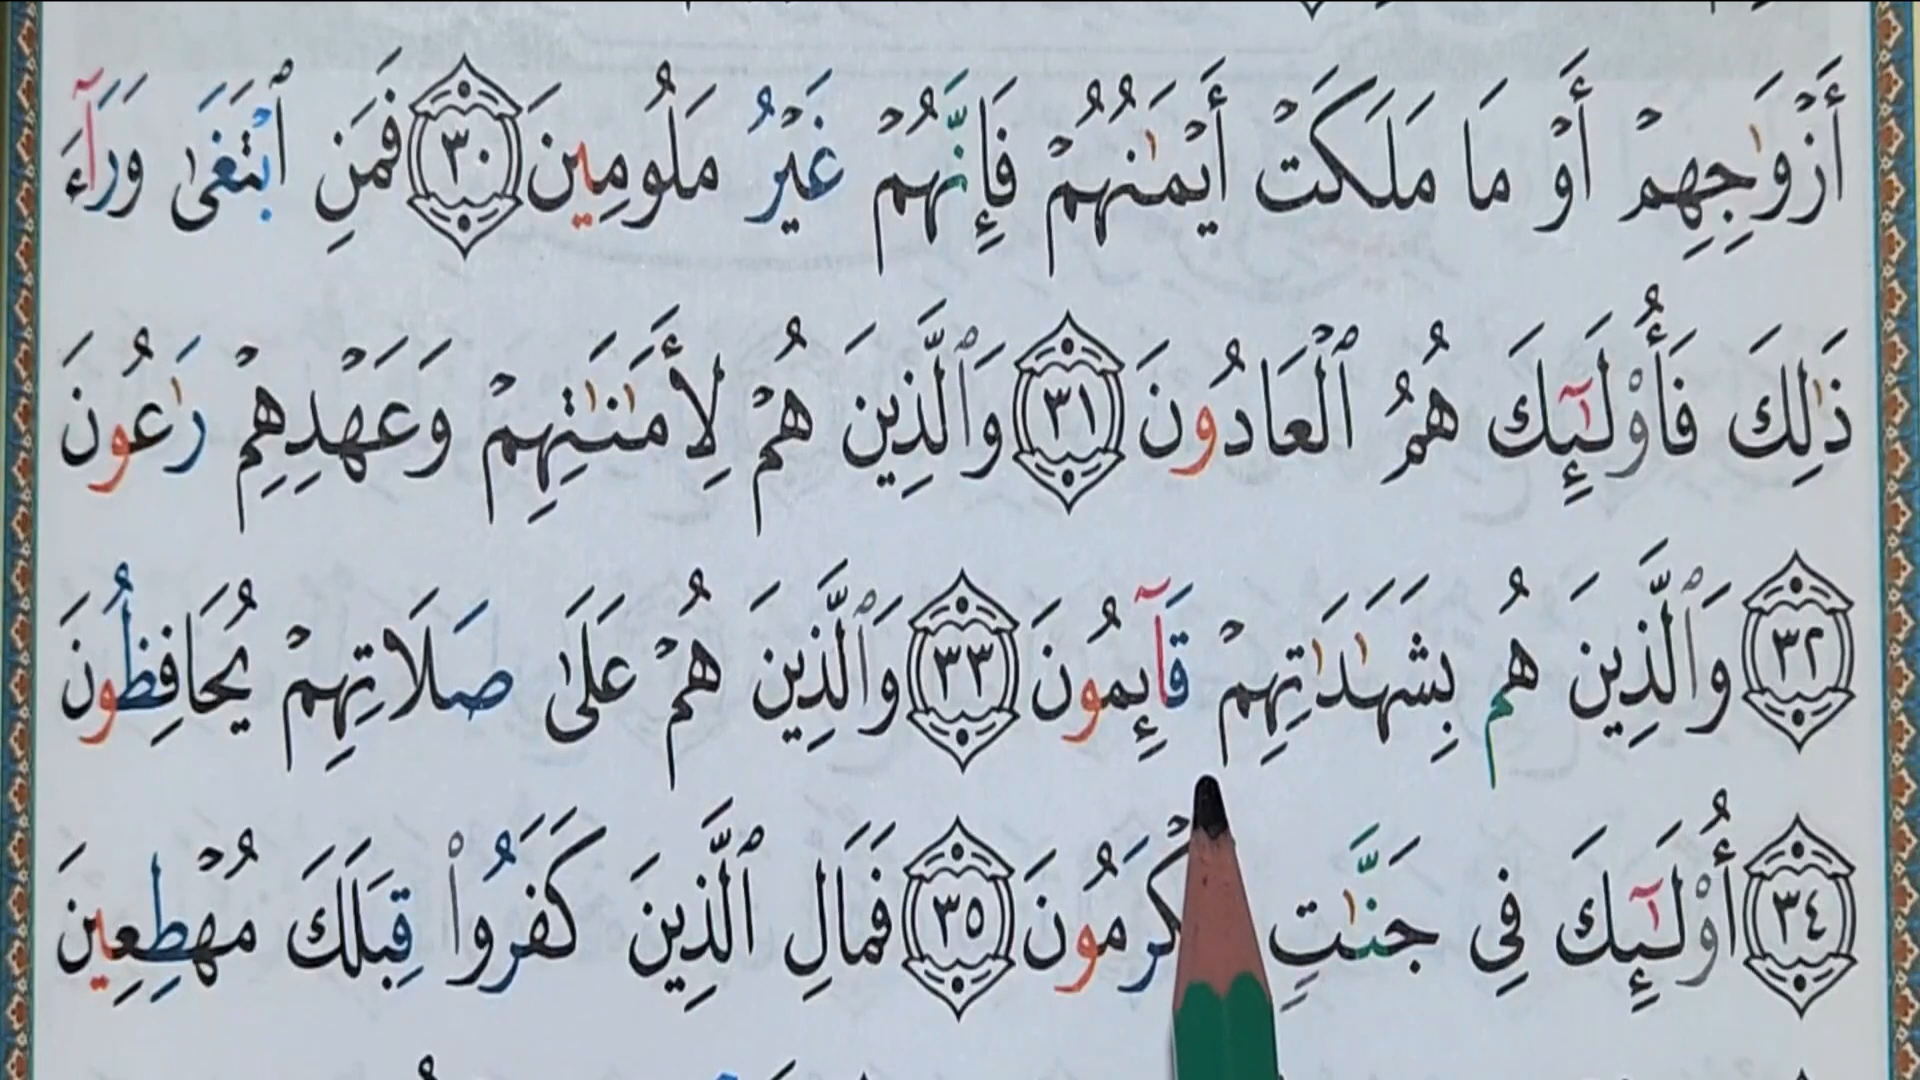 أَزْوَٰجِهِمْ أَوْ مَا مَلَكَتْ أَيْمَٰنُهُمْ فَإِنَّهُمْ غَيْرُ مَلُومِينَ ٣٠ فَمَنِ ٱبْتَغَىٰ وَرَآءَ
ذَٰلِكَ فَأُو۟لَٰٓئِكَ هُمُ ٱلْعَادُونَ ٣١ وَٱلَّذِينَ هُمْ لِأَمَٰنَٰتِهِمْ وَعَهْدِهِمْ رَٰعُونَ
٣٢ وَٱلَّذِينَ هُم بِشَهَٰدَٰتِهِمْ قَآئِمُونَ ٣٣ وَٱلَّذِينَ هُمْ عَلَىٰ صَلَاتِهِمْ يُحَافِظُونَ
٣٤ أُو۟لَٰٓئِكَ فِى جَنَّٰتٍ كْرَمُونَ ٣٥ فَمَالِ ٱلَّذِينَ كَفَرُوا۟ قِبَلَكَ مُهْطِعِينَ